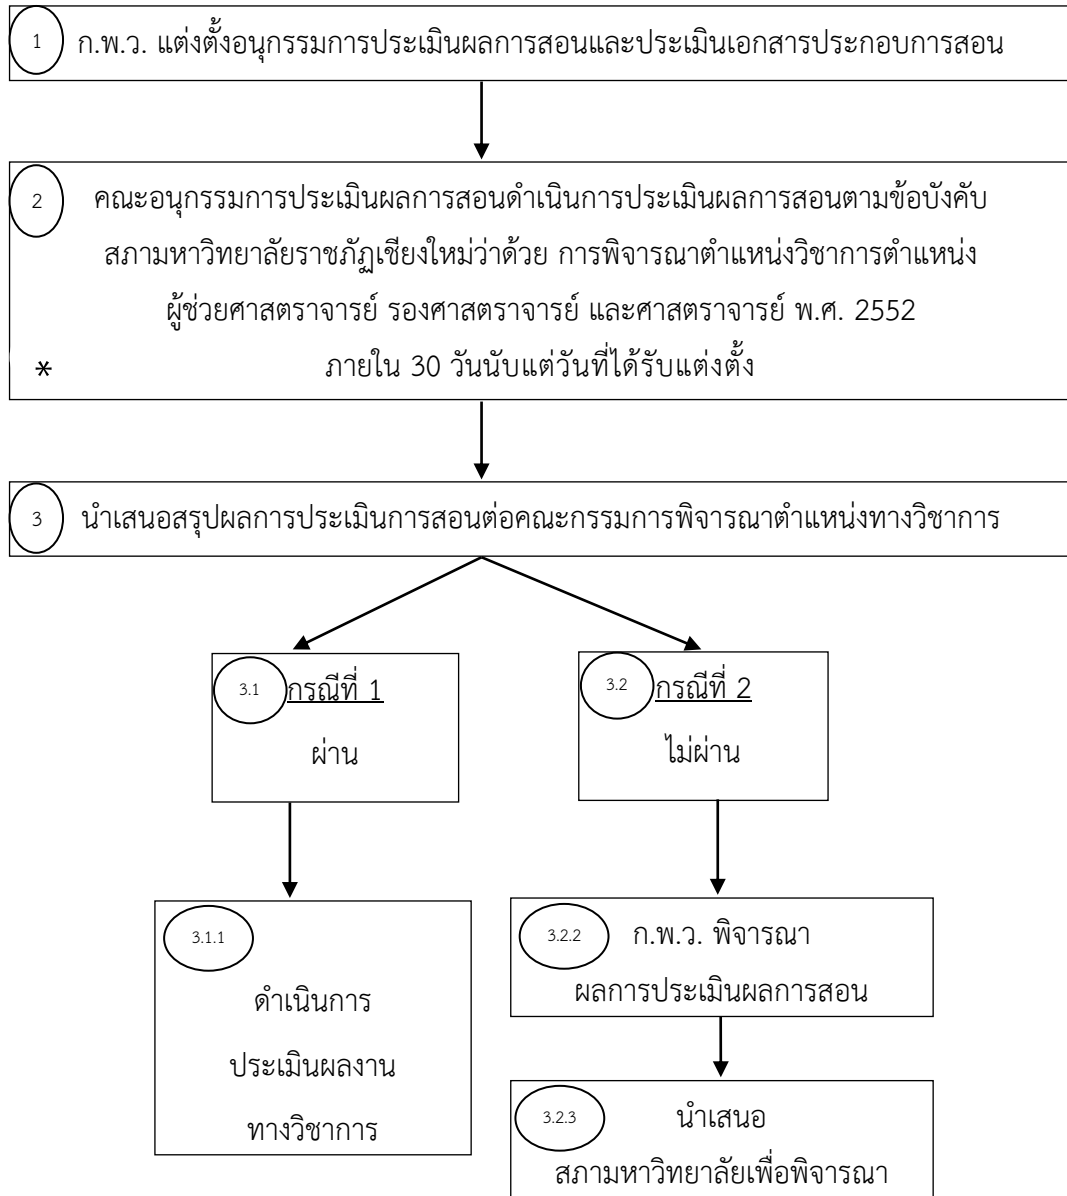 1 ก.พ.ว. แต่งตั้งอนุกรรมการประเมินผลการสอนและประเมินเอกสารประกอบการสอน
2 คณะอนุกรรมการประเมินผลการสอนดำเนินการประเมินผลการสอนตามข้อบังคับ
สภามหาวิทยาลัยราชภัฏเชียงใหม่ว่าด้วย การพิจารณาตำแหน่งวิชาการตำแหน่ง
ผู้ช่วยศาสตราจารย์ รองศาสตราจารย์ และศาสตราจารย์ พ.ศ. 2552
* ภายใน 30 วันนับแต่วันที่ได้รับแต่งตั้ง
3 นำเสนอสรุปผลการประเมินการสอนต่อคณะกรรมการพิจารณาตำแหน่งทางวิชาการ
3.1 กรณีที่ 1
ผ่าน
3.2 กรณีที่ 2
ไม่ผ่าน
3.1.1
ดำเนินการ
ประเมินผลงาน
ทางวิชาการ
3.2.2 ก.พ.ว. พิจารณา
ผลการประเมินผลการสอน
3.2.3 นำเสนอ
สภามหาวิทยาลัยเพื่อพิจารณา